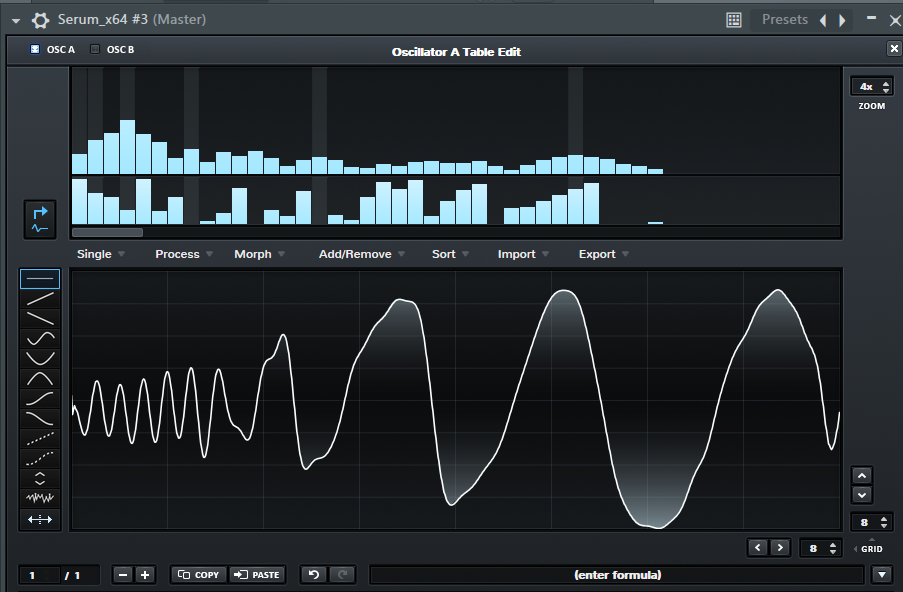 Serum_x64 #3 (Master) Presets
OSC A OSC B Oscillator A Table Edit
4x
ZOOM
Single Process Morph Add/Remove Sort Import Export
8
8 GRID
1 / 1 COPY PASTE (enter formula)